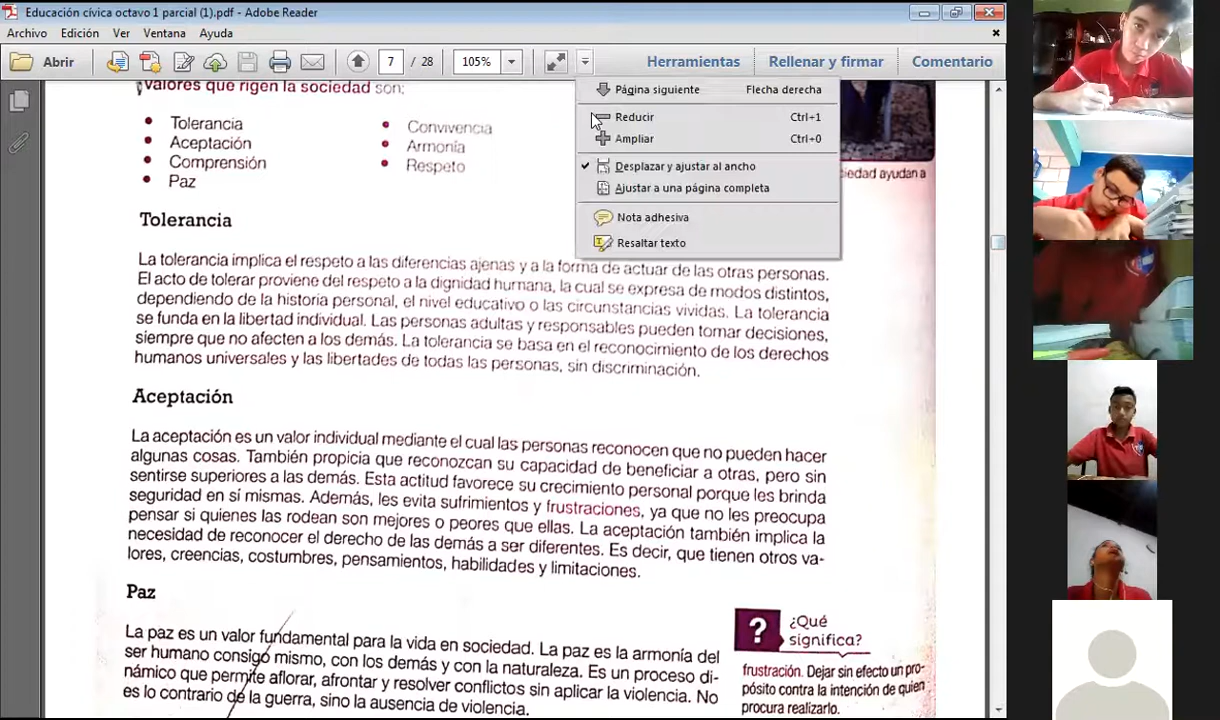 Educación cívica octavo 1 parcial (1).pdf - Adobe Reader
Archivo Edición Ver Ventana Ayuda
Abrir 7 / 28 105% Herramientas Rellenar y firmar Comentario
Valores que rigen la sociedad son:
Página siguiente Flecha derecha
Reducir Ctrl+1
Ampliar Ctrl+0
Desplazar y ajustar al ancho
Ajustar a una página completa
Nota adhesiva
Resaltar texto
• Tolerancia
• Aceptación
• Comprensión
• Paz
• Convivencia
• Armonía
• Respeto
ayudan a
Tolerancia
La tolerancia implica el respeto a las diferencias ajenas y a la forma de actuar de las otras personas.
El acto de tolerar proviene del respeto a la dignidad humana, la cual se expresa de modos distintos,
dependiendo de la historia personal, el nivel educativo o las circunstancias vividas. La tolerancia
se funda en la libertad individual. Las personas adultas y responsables pueden tomar decisiones,
siempre que no afecten a los demás. La tolerancia se basa en el reconocimiento de los derechos
humanos universales y las libertades de todas las personas, sin discriminación.
Aceptación
La aceptación es un valor individual mediante el cual las personas reconocen que no pueden hacer
algunas cosas. También propicia que reconozcan su capacidad de beneficiar a otras, pero sin
sentirse superiores a las demás. Esta actitud favorece su crecimiento personal porque les brinda
seguridad en sí mismas. Además, les evita sufrimientos y frustraciones, ya que no les preocupa
pensar si quienes las rodean son mejores o peores que ellas. La aceptación también implica la
necesidad de reconocer el derecho de las demás a ser diferentes. Es decir, que tienen otros va-
lores, creencias, costumbres, pensamientos, habilidades y limitaciones.
Paz
La paz es un valor fundamental para la vida en sociedad. La paz es la armonía del
ser humano consigo mismo, con los demás y con la naturaleza. Es un proceso di-
námico que permite aflorar, afrontar y resolver conflictos sin aplicar la violencia. No
es lo contrario de la guerra, sino la ausencia de violencia.
?
¿Qué
significa?
frustración. Dejar sin efecto un pro-
pósito contra la intención de quien
procura realizarlo.